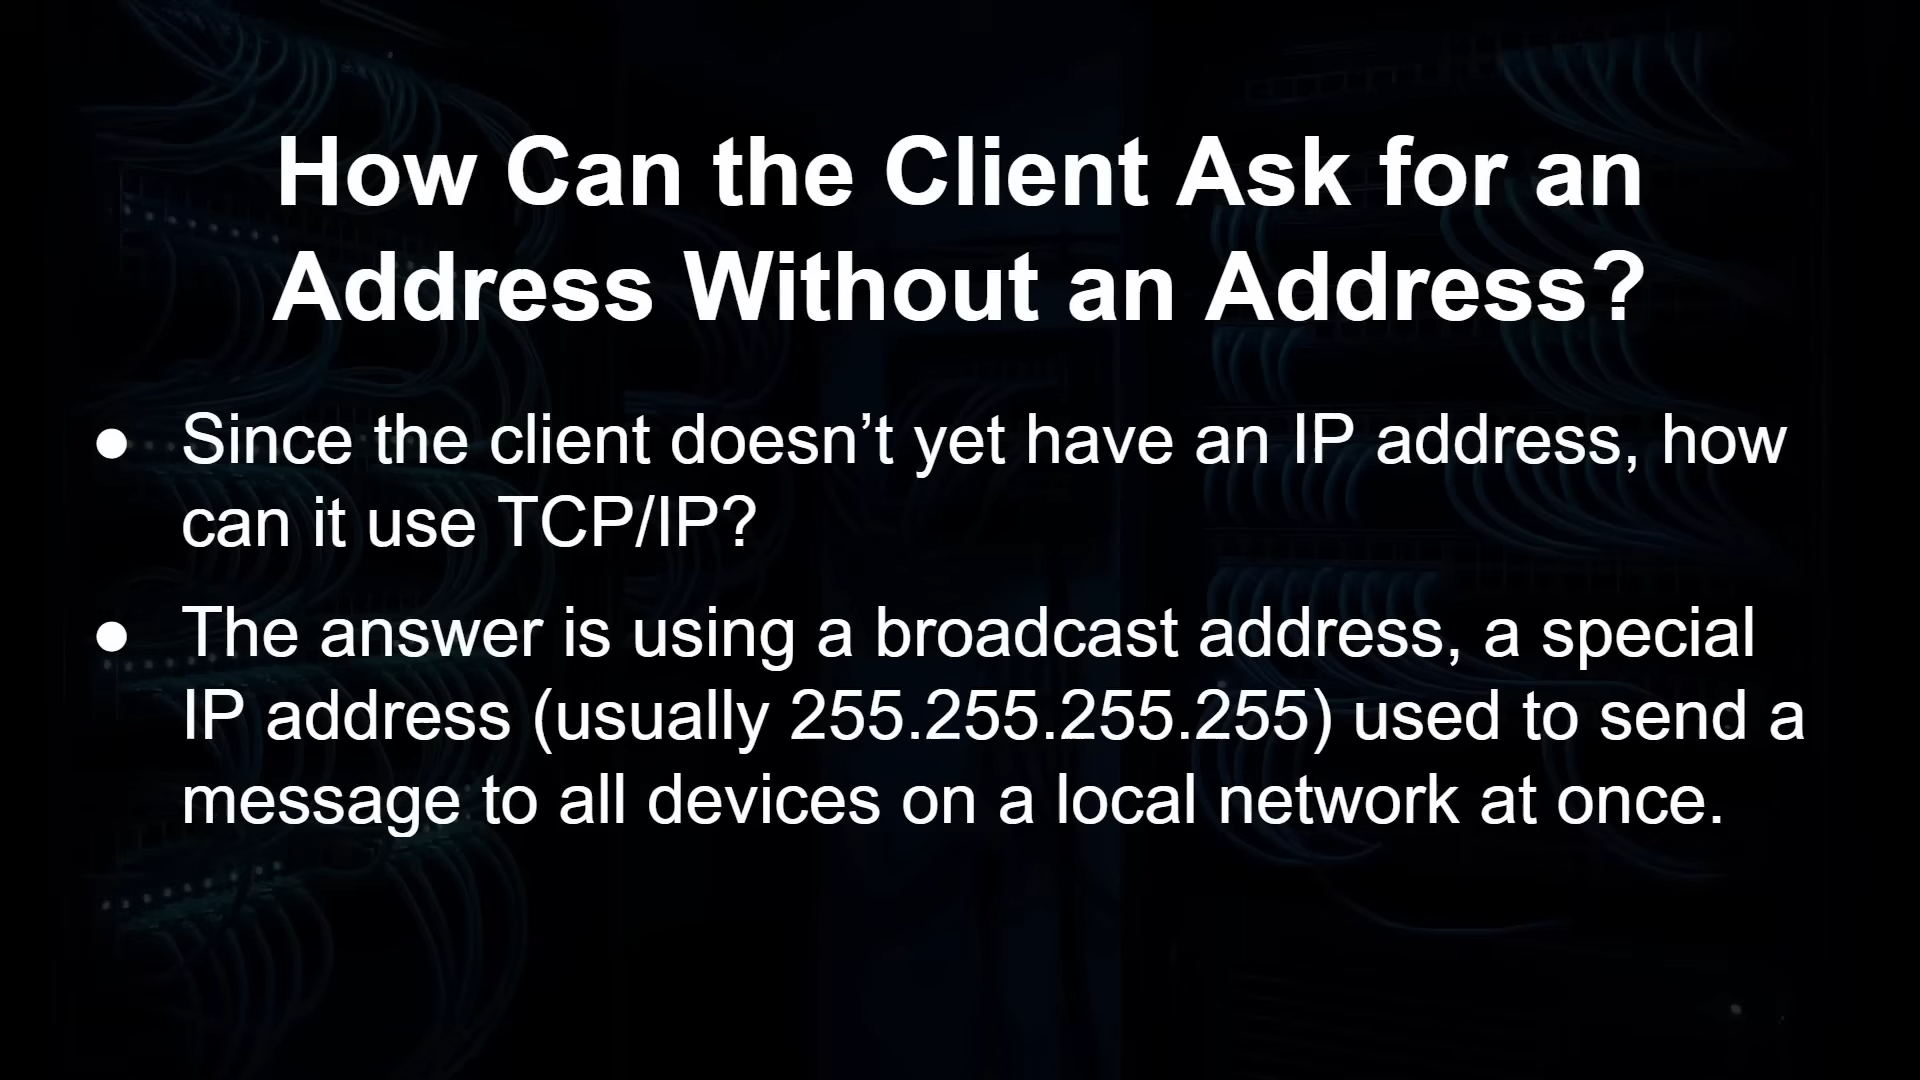 How Can the Client Ask for an
Address Without an Address?
● Since the client doesn’t yet have an IP address, how
can it use TCP/IP?
● The answer is using a broadcast address, a special
IP address (usually 255.255.255.255) used to send a
message to all devices on a local network at once.